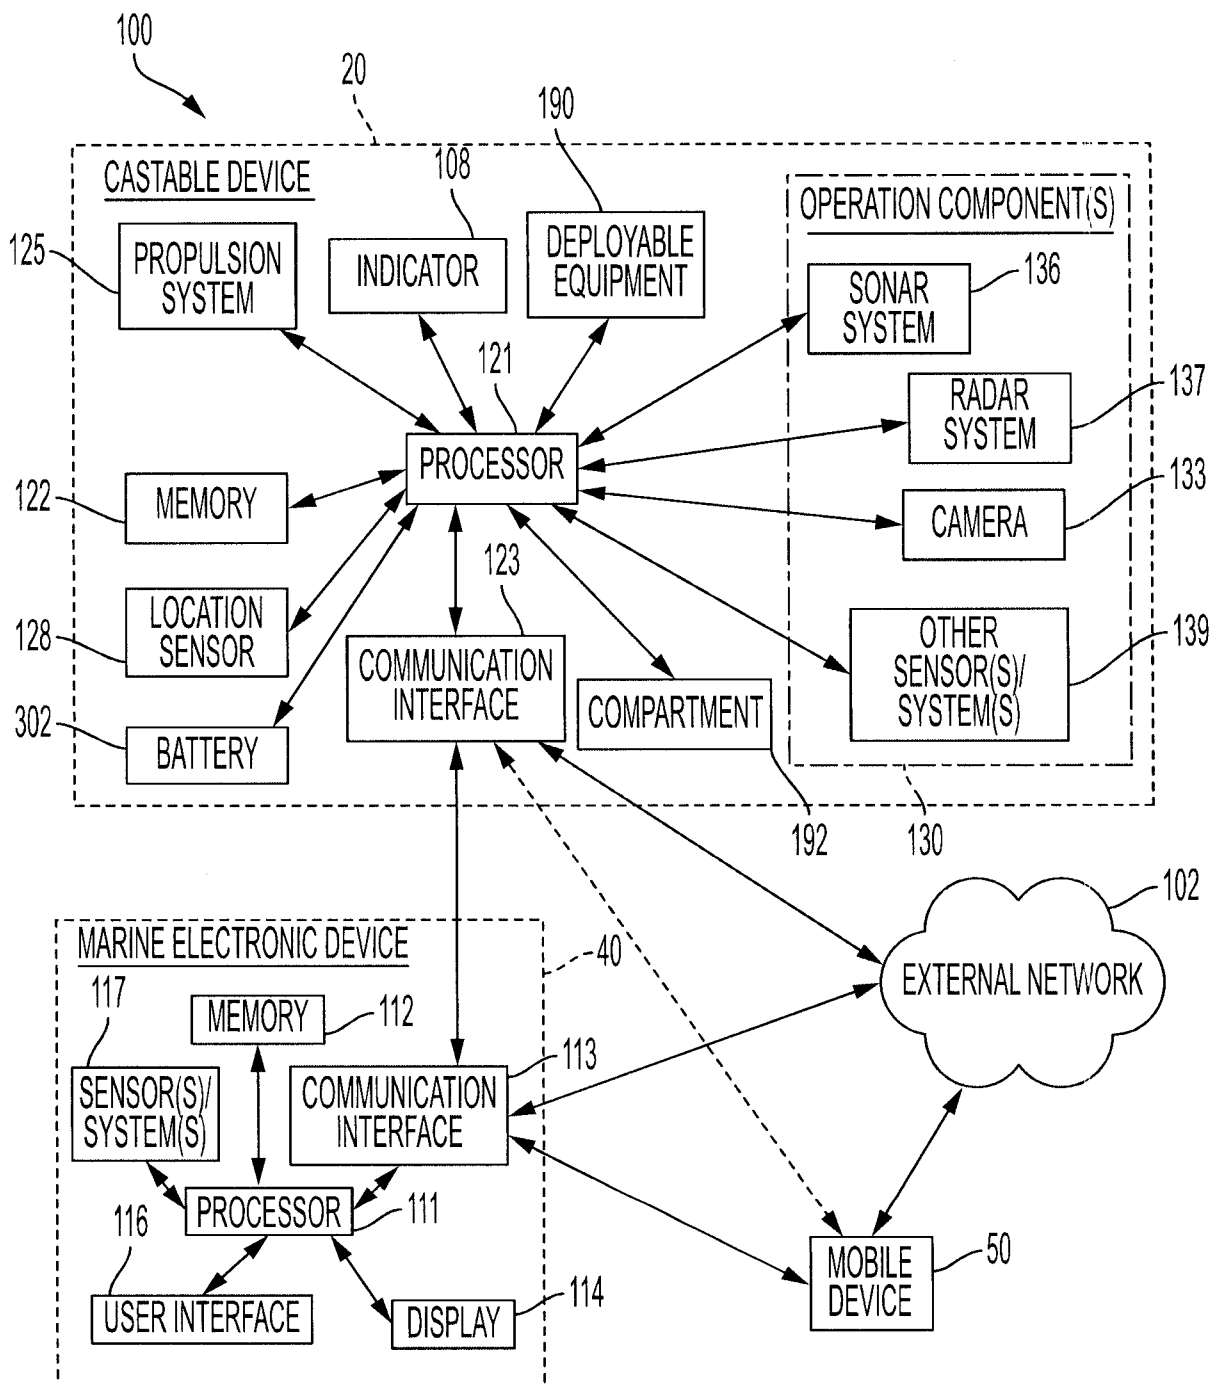 100
20
190
CASTABLE DEVICE
108
OPERATION COMPONENT(S)
125
PROPULSION
SYSTEM
INDICATOR
DEPLOYABLE
EQUIPMENT
SONAR
SYSTEM
136
121
RADAR
SYSTEM
137
PROCESSOR
122
MEMORY
CAMERA
133
123
128
LOCATION
SENSOR
COMMUNICATION
INTERFACE
OTHER
SENSOR(S)/
SYSTEM(S)
139
302
BATTERY
COMPARTMENT
192
130
102
MARINE ELECTRONIC DEVICE
40
EXTERNAL NETWORK
117
MEMORY
112
113
SENSOR(S)/
SYSTEM(S)
COMMUNICATION
INTERFACE
PROCESSOR
111
116
USER INTERFACE
DISPLAY
114
MOBILE
DEVICE
50